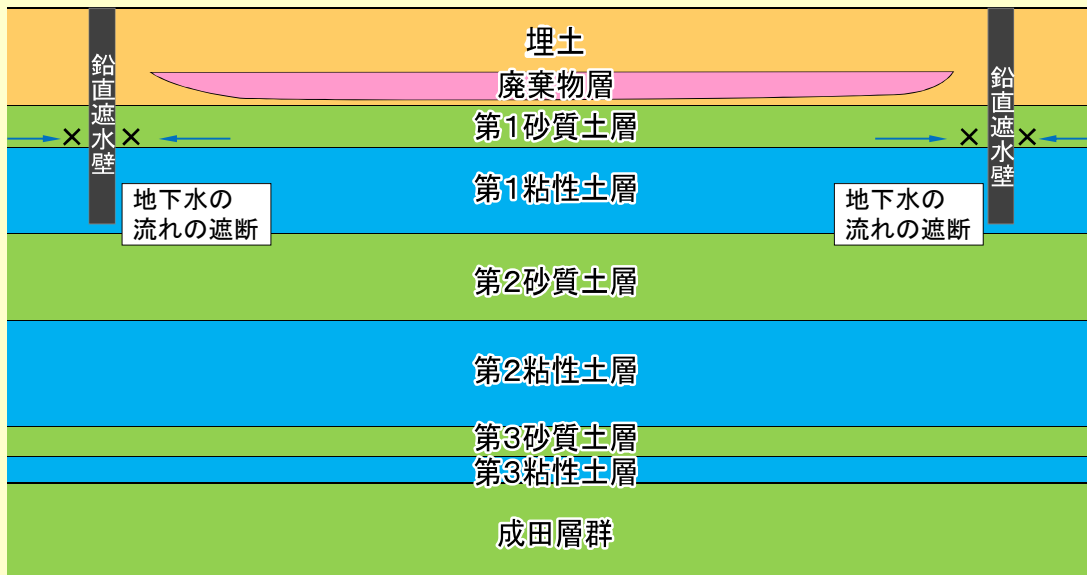 埋土
廃棄物層
鉛直遮水壁
鉛直遮水壁
第1砂質土層
×
×
×
×
第1粘性土層
地下水の
流れの遮断
地下水の
流れの遮断
第2砂質土層
第2粘性土層
第3砂質土層
第3粘性土層
成田層群